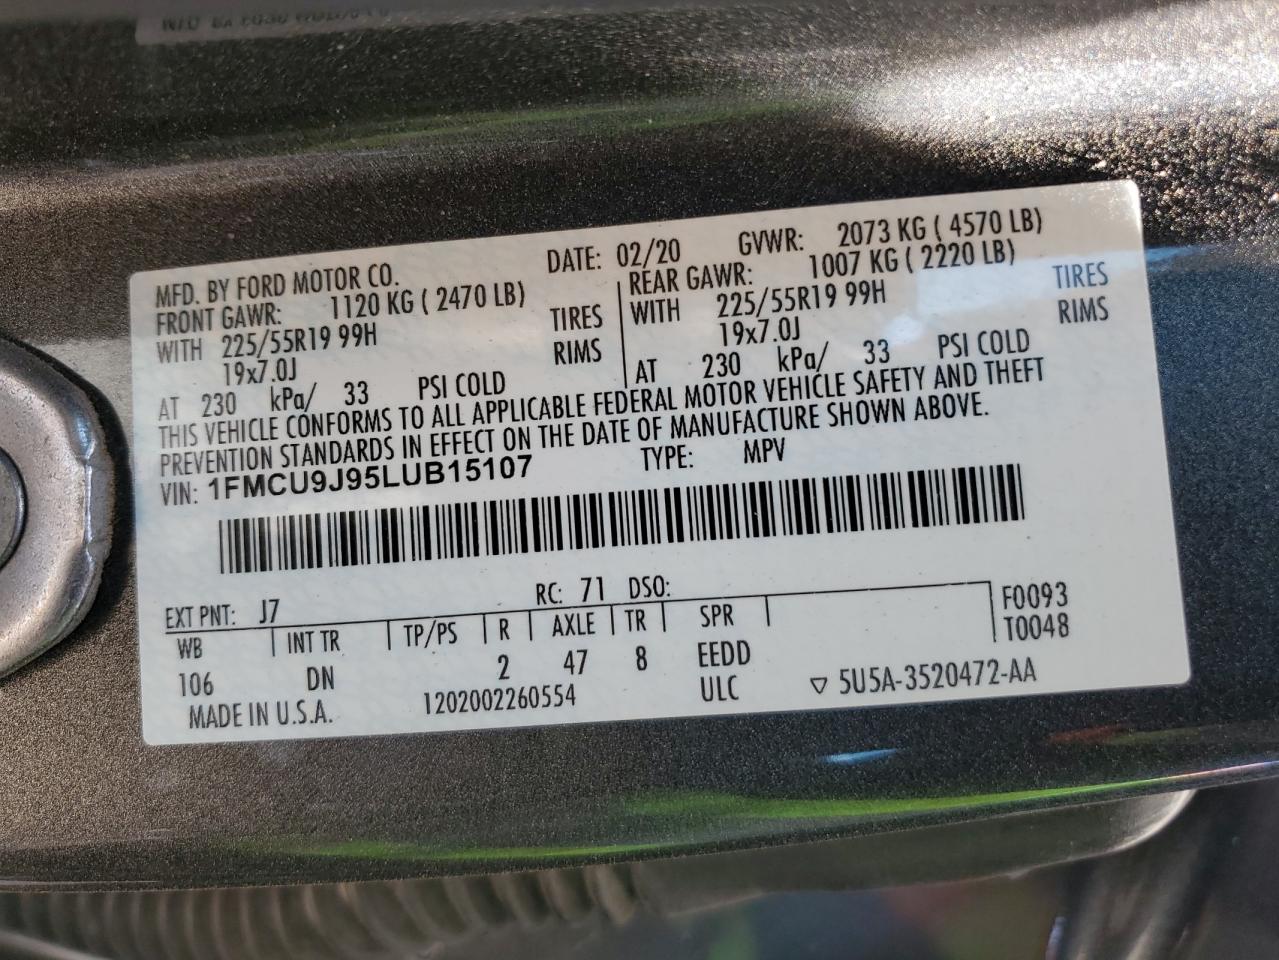 MFD. BY FORD MOTOR CO. DATE: 02/20 GVWR: 2073 KG ( 4570 LB)
FRONT GAWR: 1120 KG ( 2470 LB) REAR GAWR: 1007 KG ( 2220 LB)
WITH 225/55R19 99H TIRES WITH 225/55R19 99H TIRES
19x7.0J RIMS 19x7.0J RIMS
AT 230 kPa/ 33 PSI COLD AT 230 kPa/ 33 PSI COLD
THIS VEHICLE CONFORMS TO ALL APPLICABLE FEDERAL MOTOR VEHICLE SAFETY AND THEFT
PREVENTION STANDARDS IN EFFECT ON THE DATE OF MANUFACTURE SHOWN ABOVE.
VIN: 1FMCU9J95LUB15107 TYPE: MPV
EXT PNT: J7 RC: 71 DSO:
WB INT TR TP/PS R AXLE TR SPR F0093
T0048
106 DN 2 47 8 EEDD
MADE IN U.S.A. 1202002260554 ULC ▽ 5U5A-3520472-AA